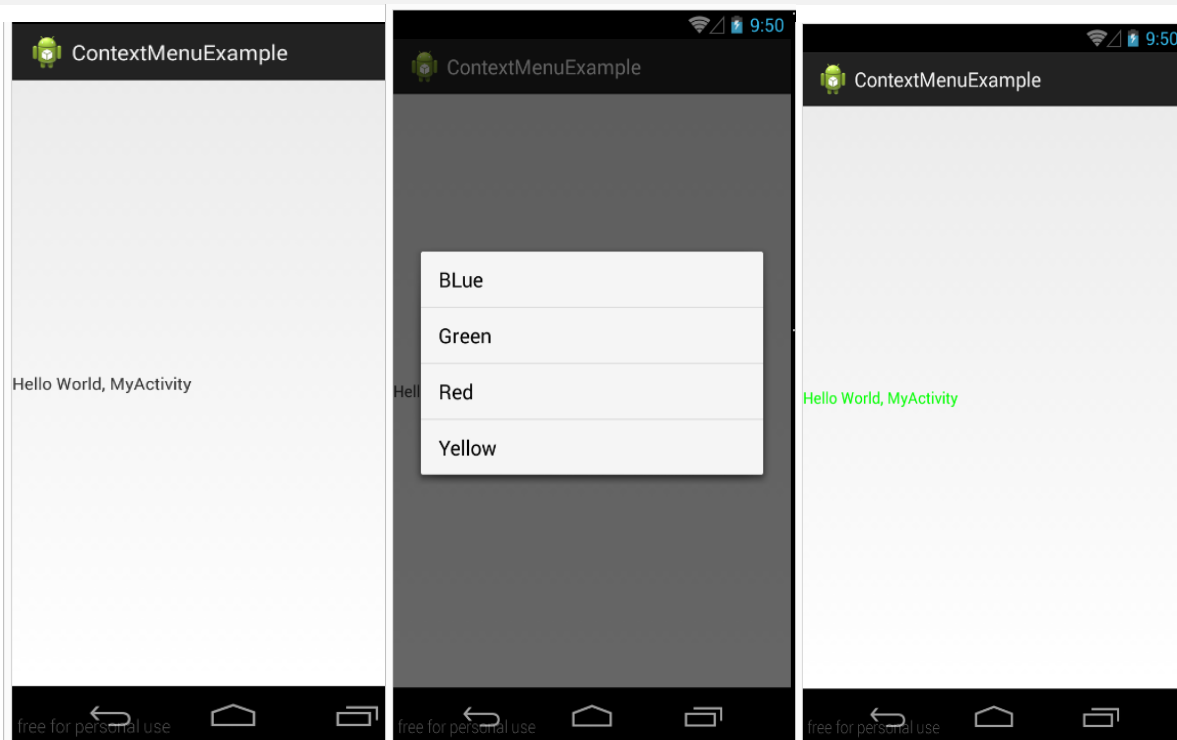 ContextMenuExample
Hello World, MyActivity
free for personal use
9:50
ContextMenuExample
BLue
Green
Hell
Red
Yellow
free for personal use
9:50
ContextMenuExample
Hello World, MyActivity
free for personal use